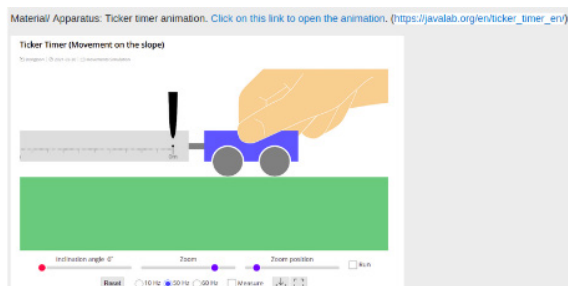 Material/ Apparatus: Ticker timer animation. Click on this link to open the animation. (https://javalab.org/en/ticker_timer_en/)
Ticker Timer (Movement on the slope)
Inclination angle 0°
Zoom
Zoom position
Run
Reset 10 Hz 50 Hz 60 Hz Measure